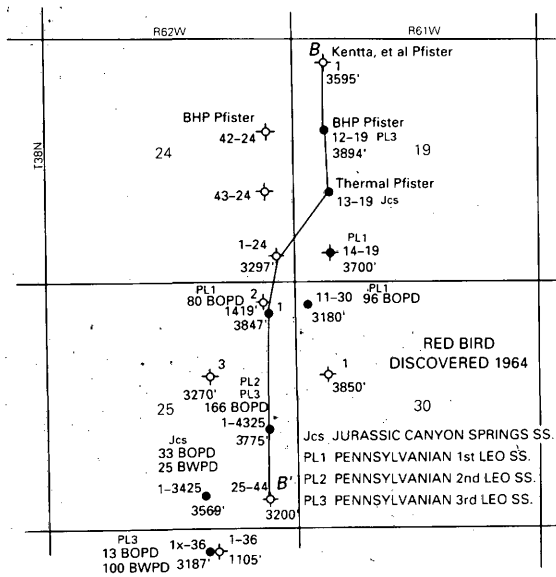 R62W
R61W
B Kentta, et al Pfister
1
3595'
BHP Pfister
42-24
BHP Pfister
12-19 PL3
3894'
T38N
24
19
43-24
Thermal Pfister
13-19 Jcs
1-24
3297'
PL1
14-19
3700'
PL1
80 BOPD 2
1419'
3847'
1
11-30 PL1
96 BOPD
3180'
RED BIRD
DISCOVERED 1964
3
3270'
1
3850'
25
30
PL2
PL3
166 BOPD
1-4325
3775'
Jcs
33 BOPD
25 BWPD
1-3425
3569'
25-44 B'
3200'
Jcs JURASSIC CANYON SPRINGS SS.
PL1 PENNSYLVANIAN 1st LEO SS.
PL2 PENNSYLVANIAN 2nd LEO SS.
PL3 PENNSYLVANIAN 3rd LEO SS.
PL3
13 BOPD
100 BWPD
1x-36
3187'
1-36
1105'